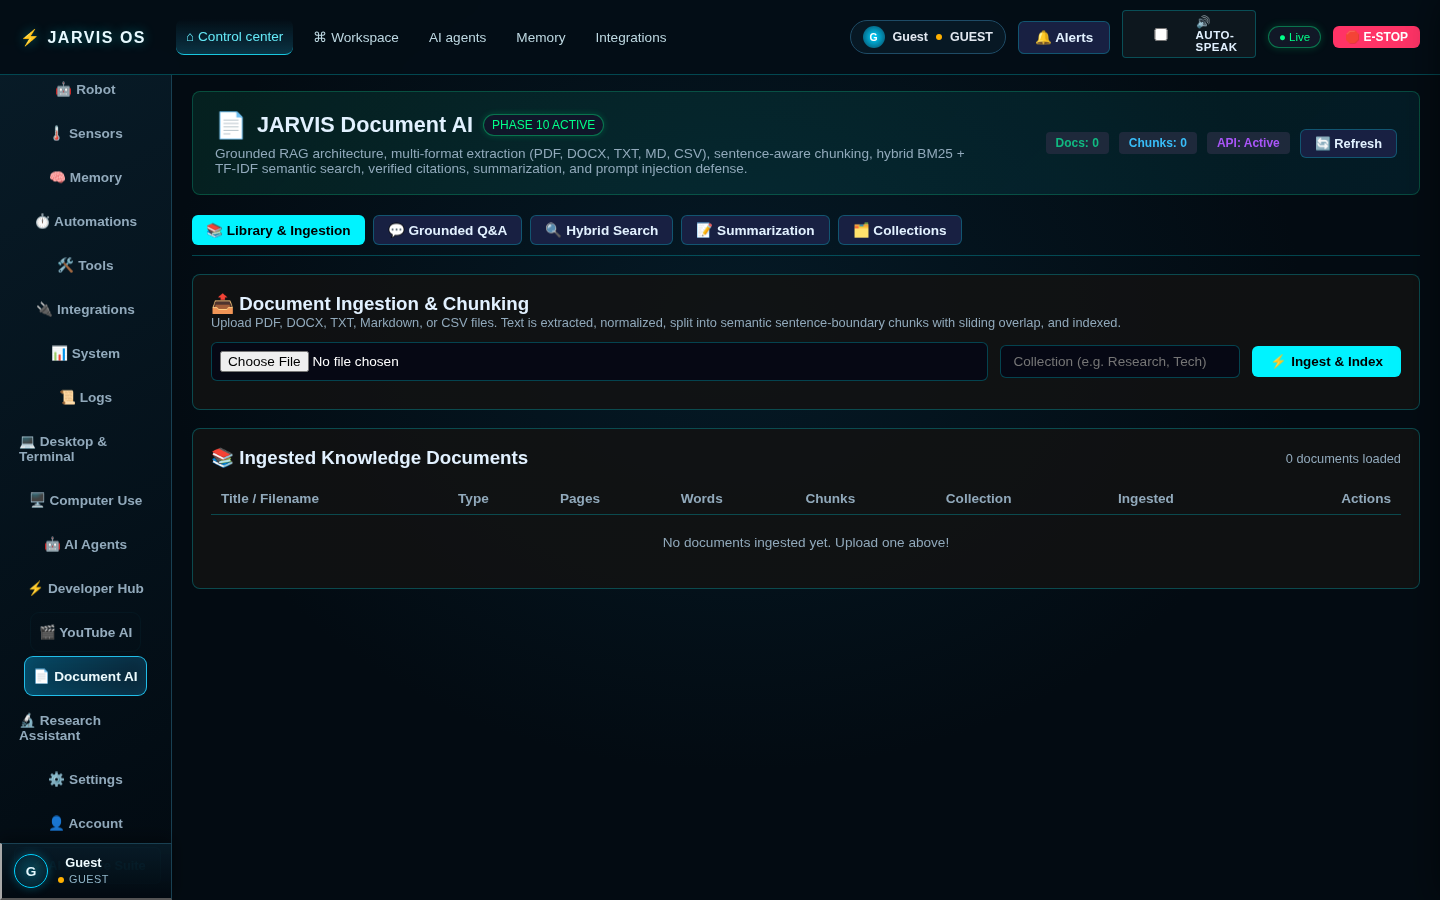 ⚡ JARVIS OS
⌂ Control center
⌘ Workspace
AI agents
Memory
Integrations
G Guest GUEST
🔔 Alerts
🔊 AUTO-SPEAK
● Live
🛑 E-STOP
🤖 Robot
🌡️ Sensors
🧠 Memory
⏱️ Automations
🛠️ Tools
🔌 Integrations
📊 System
📜 Logs
💻 Desktop &
Terminal
🖥️ Computer Use
🤖 AI Agents
⚡ Developer Hub
🎬 YouTube AI
📄 Document AI
🔬 Research
Assistant
⚙️ Settings
👤 Account
G Guest
GUEST
📄 JARVIS Document AI PHASE 10 ACTIVE
Grounded RAG architecture, multi-format extraction (PDF, DOCX, TXT, MD, CSV), sentence-aware chunking, hybrid BM25 +
TF-IDF semantic search, verified citations, summarization, and prompt injection defense.
Docs: 0
Chunks: 0
API: Active
🔄 Refresh
📚 Library & Ingestion
💬 Grounded Q&A
🔍 Hybrid Search
📝 Summarization
🗂️ Collections
📤 Document Ingestion & Chunking
Upload PDF, DOCX, TXT, Markdown, or CSV files. Text is extracted, normalized, split into semantic sentence-boundary chunks with sliding overlap, and indexed.
Choose File No file chosen
Collection (e.g. Research, Tech)
⚡ Ingest & Index
📚 Ingested Knowledge Documents
0 documents loaded
Title / Filename Type Pages Words Chunks Collection Ingested Actions
No documents ingested yet. Upload one above!